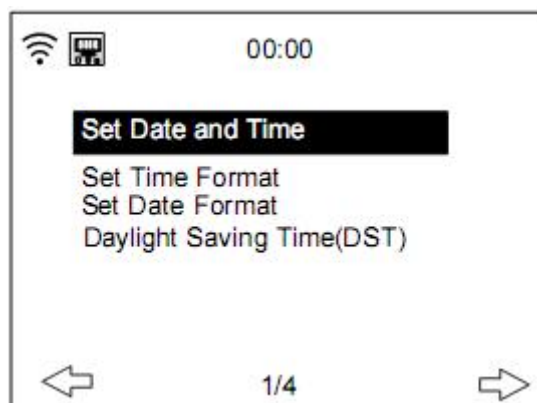 00:00
Set Date and Time
Set Time Format
Set Date Format
Daylight Saving Time(DST)
1/4